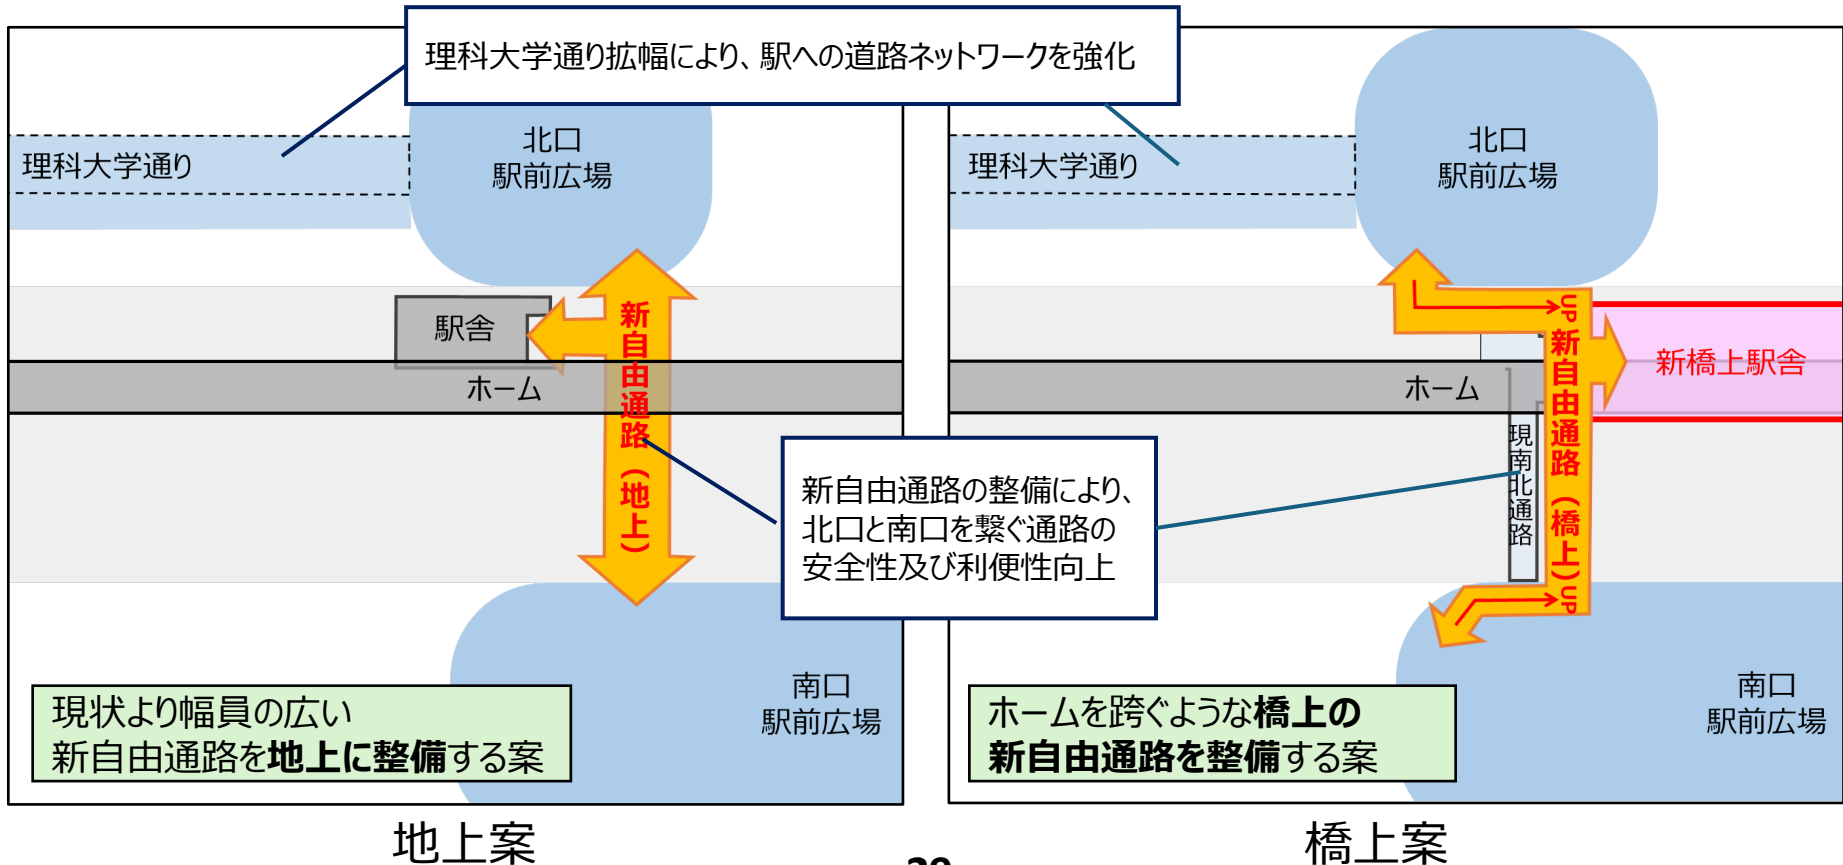 理科大学通り拡幅により、駅への道路ネットワークを強化
理科大学通り
北口
駅前広場
駅舎
ホーム
新自由通路（地上）
新自由通路の整備により、
北口と南口を繋ぐ通路の
安全性及び利便性向上
南口
駅前広場
現状より幅員の広い
新自由通路を地上に整備する案
地上案
理科大学通り
北口
駅前広場
UP
新自由通路（橋上）
UP
新橋上駅舎
ホーム
現南北通路
南口
駅前広場
ホームを跨ぐような橋上の
新自由通路を整備する案
橋上案